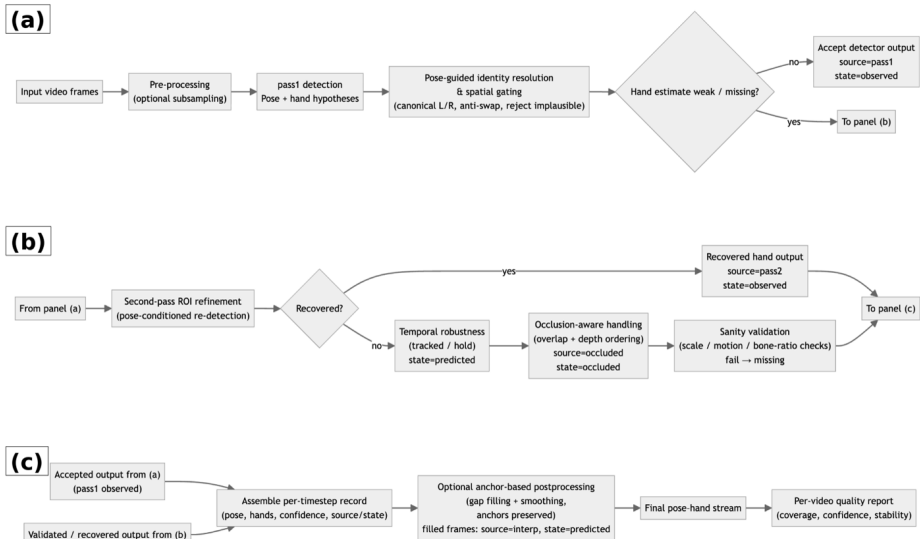 (a)
Input video frames
Pre-processing
(optional subsampling)
pass1 detection
Pose + hand hypotheses
Pose-guided identity resolution
& spatial gating
(canonical L/R, anti-swap, reject implausible)
Hand estimate weak / missing?
no
Accept detector output
source=pass1
state=observed
yes
To panel (b)
(b)
From panel (a)
Second-pass ROI refinement
(pose-conditioned re-detection)
Recovered?
yes
Recovered hand output
source=pass2
state=observed
no
Temporal robustness
(tracked / hold)
state=predicted
Occlusion-aware handling
(overlap + depth ordering)
source=occluded
state=occluded
Sanity validation
(scale / motion / bone-ratio checks)
fail → missing
To panel (c)
(c)
Accepted output from (a)
(pass1 observed)
Validated / recovered output from (b)
Assemble per-timestep record
(pose, hands, confidence, source/state)
Optional anchor-based postprocessing
(gap filling + smoothing,
anchors preserved)
filled frames: source=interp, state=predicted
Final pose-hand stream
Per-video quality report
(coverage, confidence, stability)